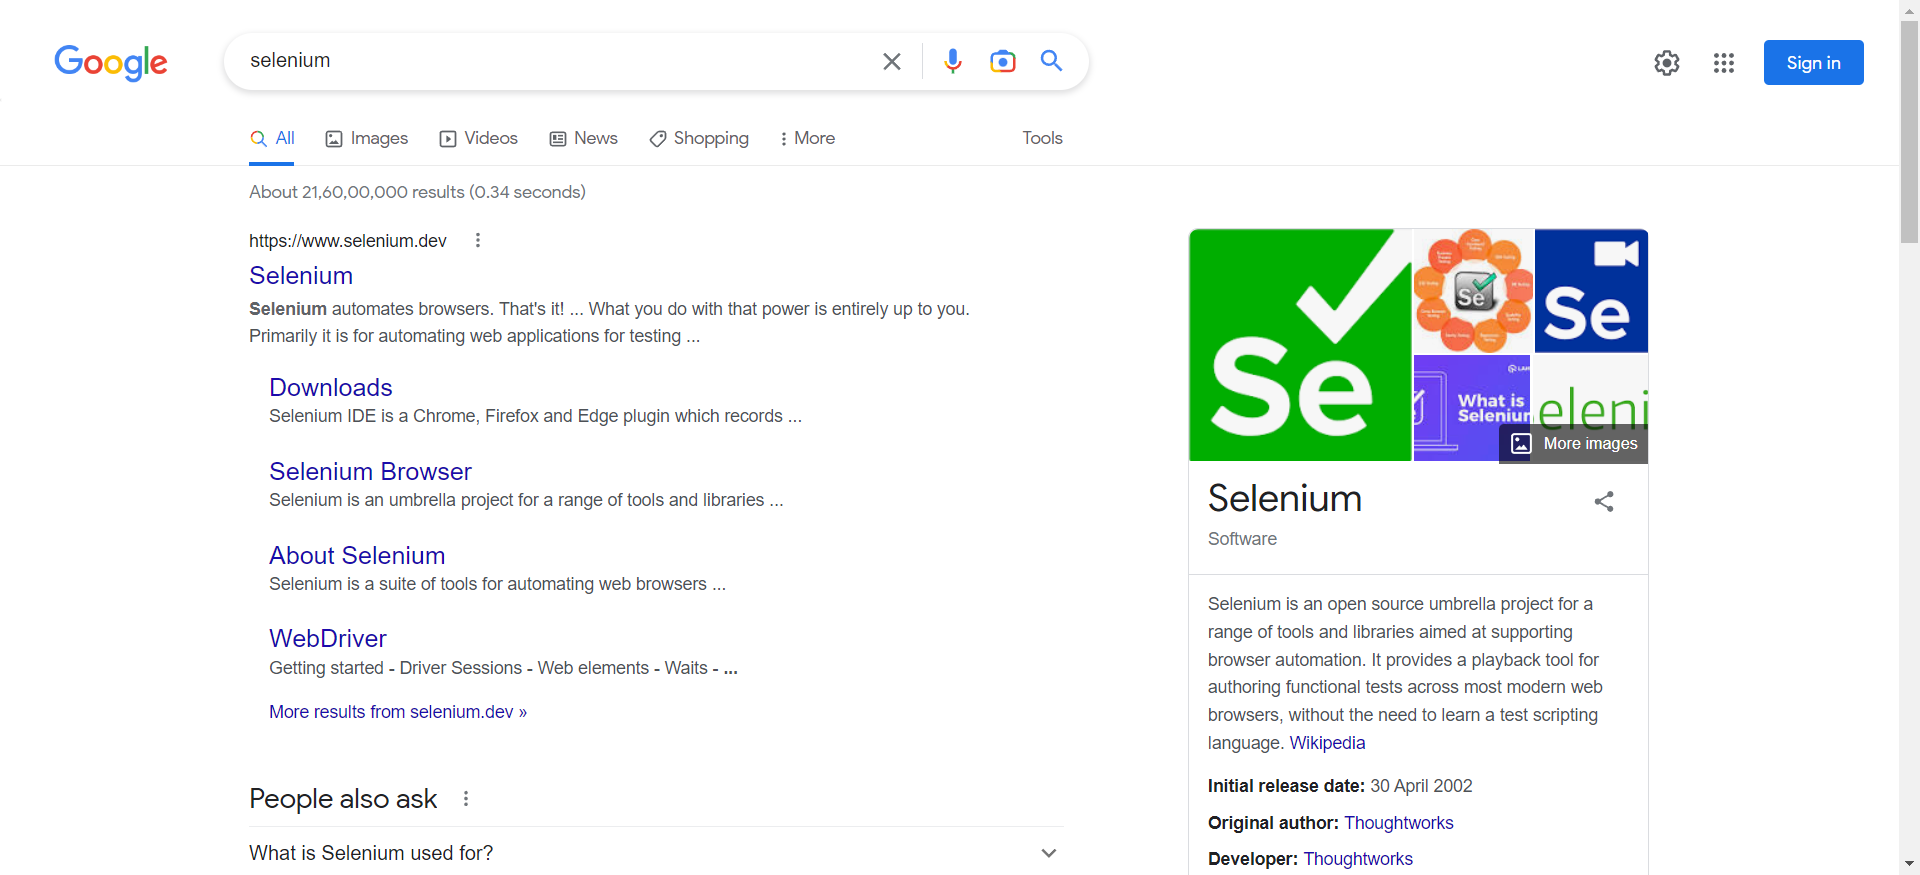 Google
selenium
Sign in
All
Images
Videos
News
Shopping
More
Tools
About 21,60,00,000 results (0.34 seconds)
https://www.selenium.dev
Selenium
Selenium automates browsers. That's it! ... What you do with that power is entirely up to you.
Primarily it is for automating web applications for testing ...
Downloads
Selenium IDE is a Chrome, Firefox and Edge plugin which records ...
Selenium Browser
Selenium is an umbrella project for a range of tools and libraries ...
About Selenium
Selenium is a suite of tools for automating web browsers ...
WebDriver
Getting started - Driver Sessions - Web elements - Waits - ...
More results from selenium.dev »
People also ask
What is Selenium used for?
Se
Se
Se
What is
Selenium
eleni
More images
Selenium
Software
Selenium is an open source umbrella project for a
range of tools and libraries aimed at supporting
browser automation. It provides a playback tool for
authoring functional tests across most modern web
browsers, without the need to learn a test scripting
language. Wikipedia
Initial release date: 30 April 2002
Original author: Thoughtworks
Developer: Thoughtworks